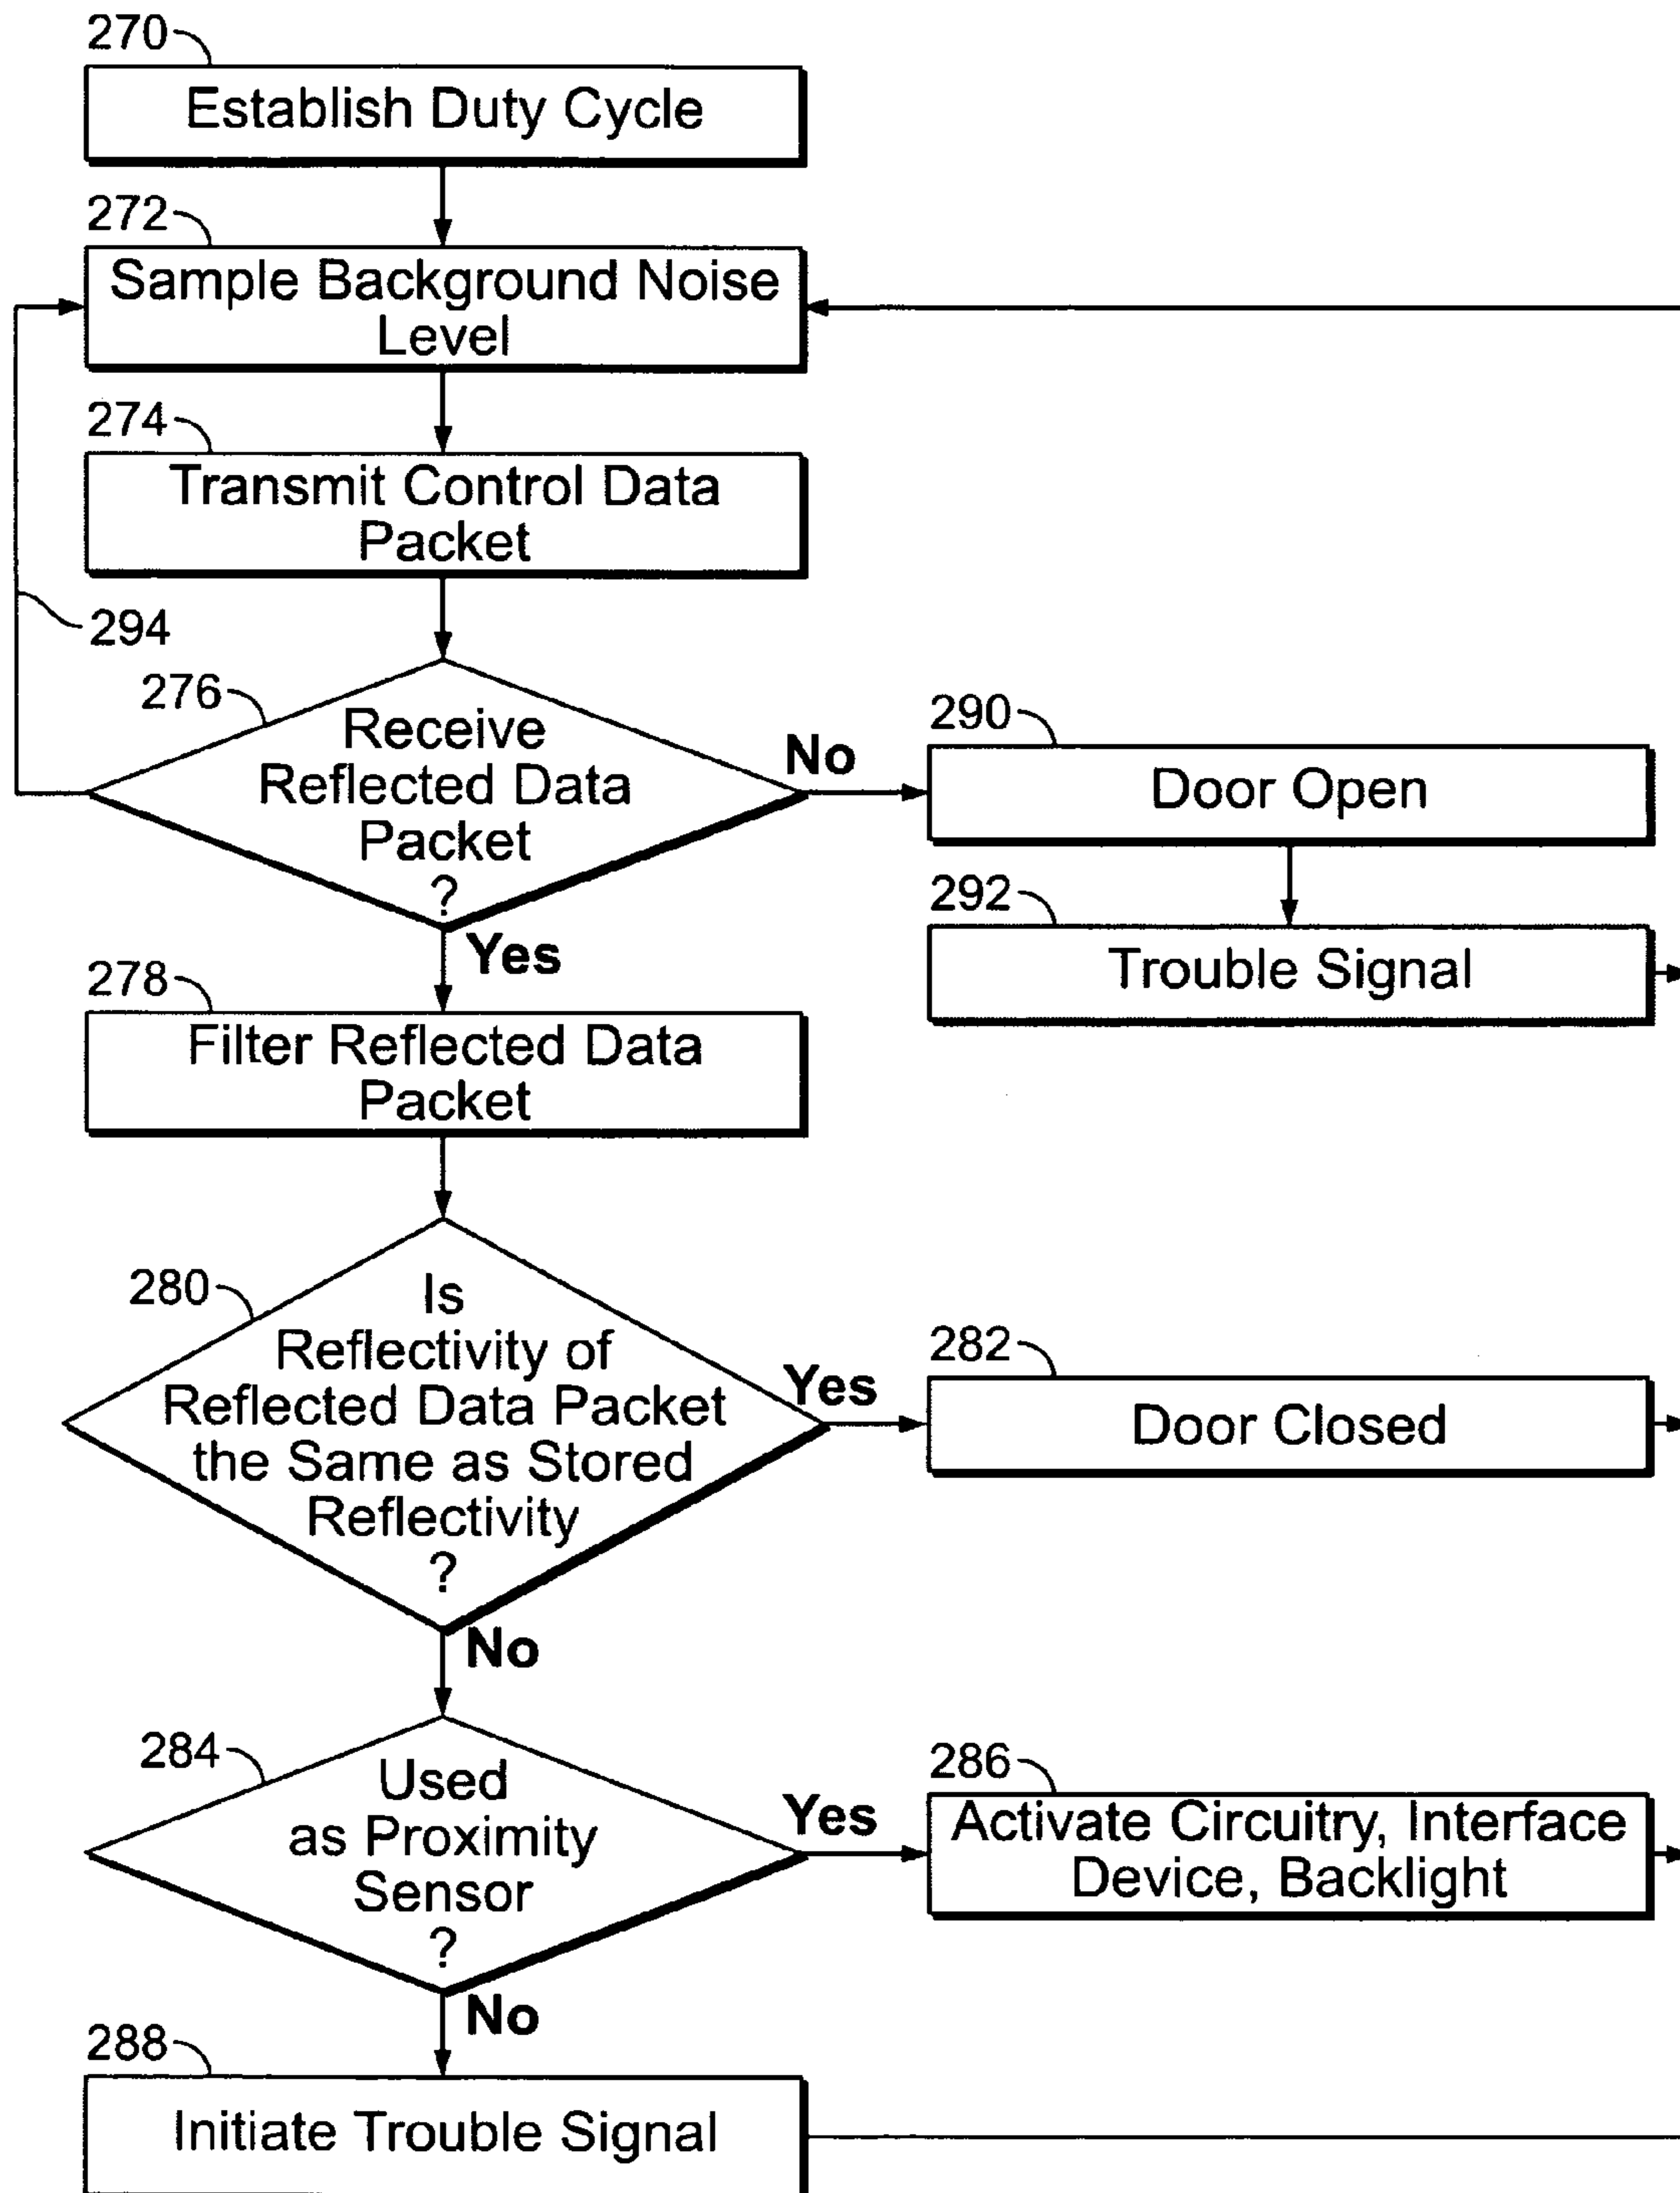 270
Establish Duty Cycle
272
Sample Background Noise
Level
274
Transmit Control Data
Packet
294
276
Receive
Reflected Data
Packet
?
No
290
Door Open
292
Trouble Signal
Yes
278
Filter Reflected Data
Packet
280
Is
Reflectivity of
Reflected Data Packet
the Same as Stored
Reflectivity
?
Yes
282
Door Closed
No
284
Used
as Proximity
Sensor
?
Yes
286
Activate Circuitry, Interface
Device, Backlight
No
288
Initiate Trouble Signal